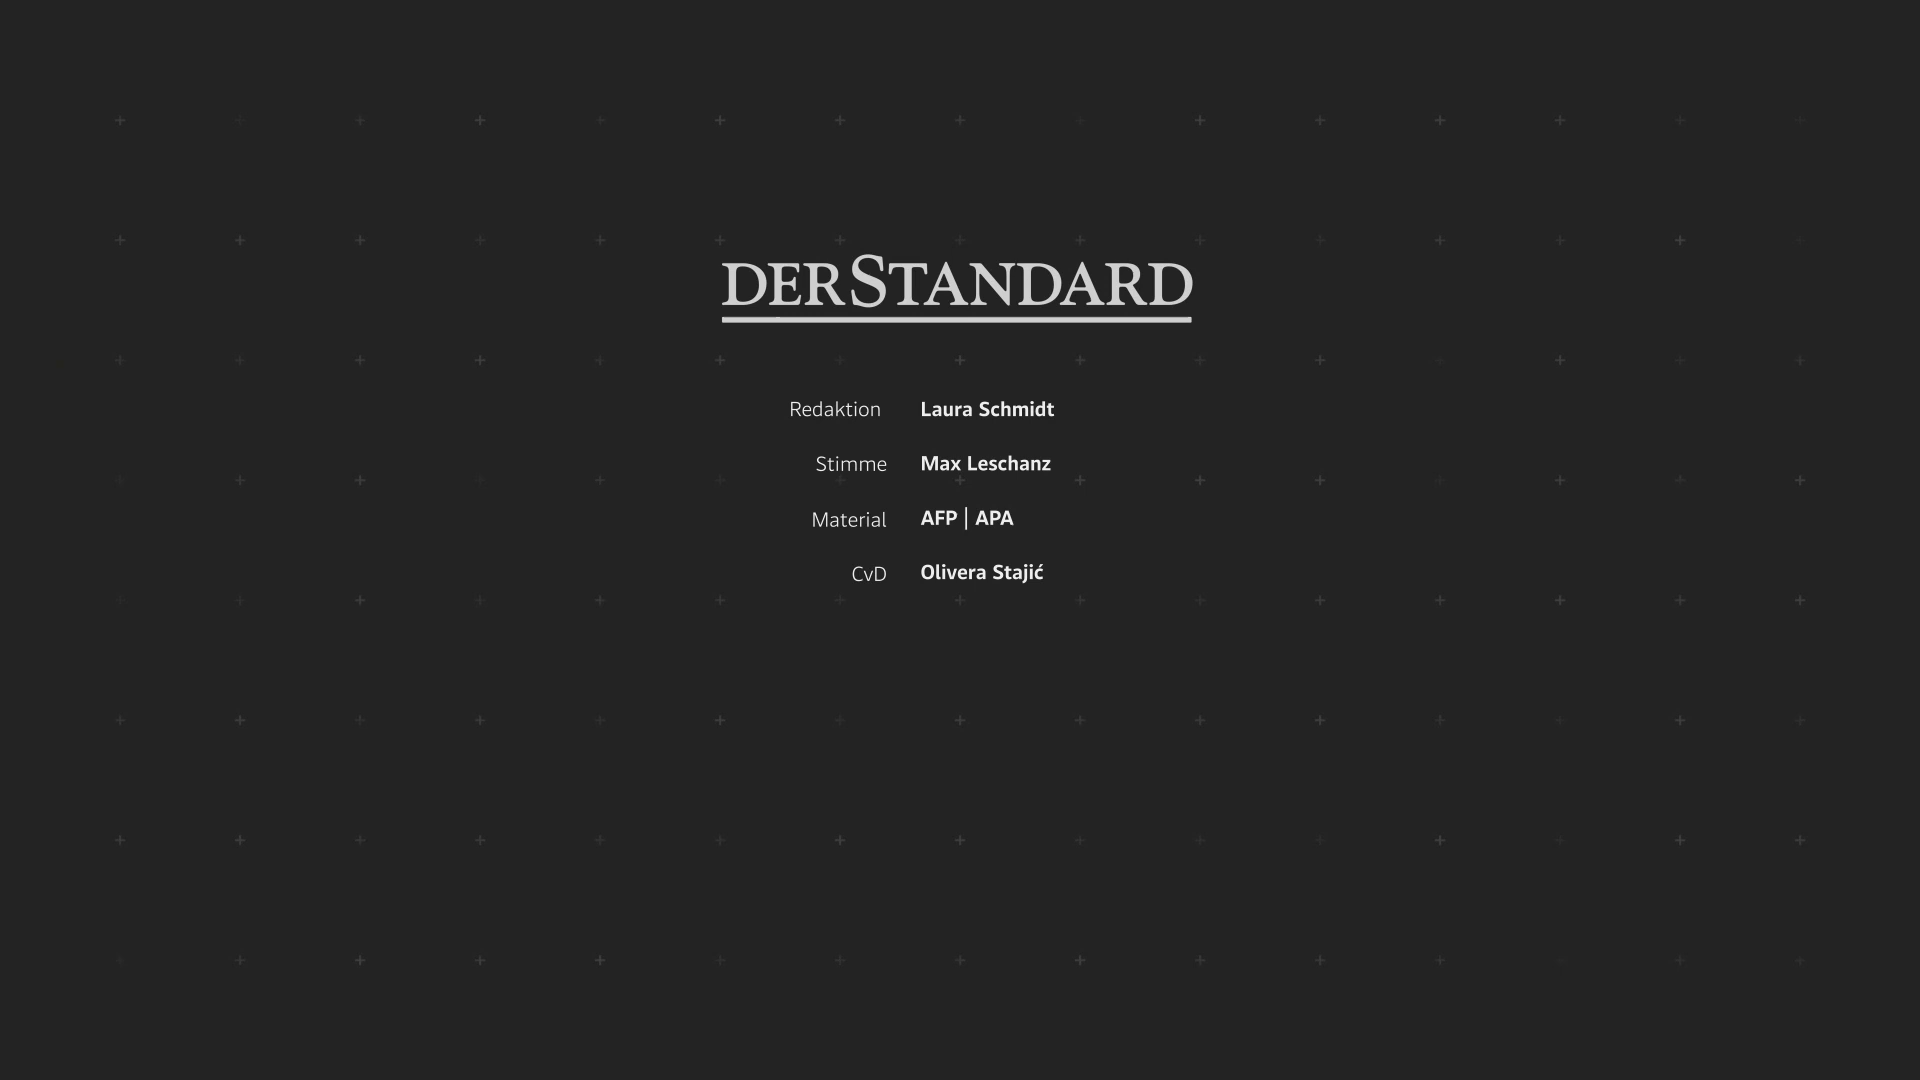 DERSTANDARD
Redaktion Laura Schmidt
Stimme Max Leschanz
Material AFP | APA
CvD Olivera Stajić